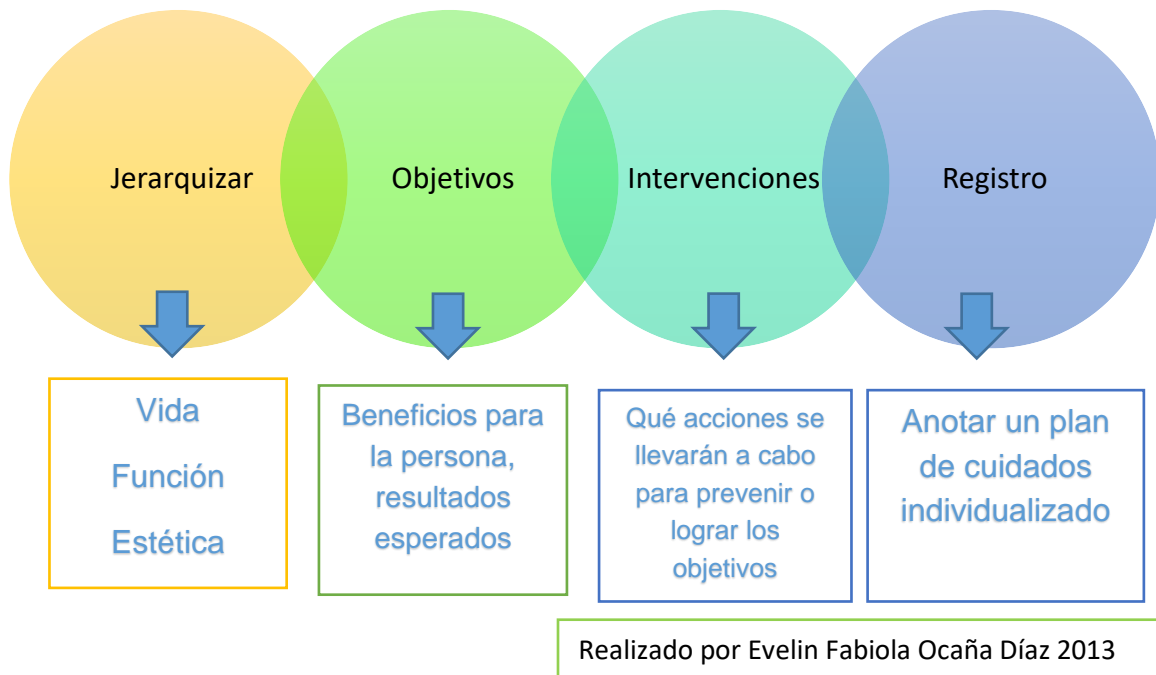 Jerarquizar
Objetivos
Intervenciones
Registro
Vida
Función
Estética
Beneficios para
la persona,
resultados
esperados
Qué acciones se
llevarán a cabo
para prevenir o
lograr los
objetivos
Anotar un plan
de cuidados
individualizado
Realizado por Evelin Fabiola Ocaña Díaz 2013